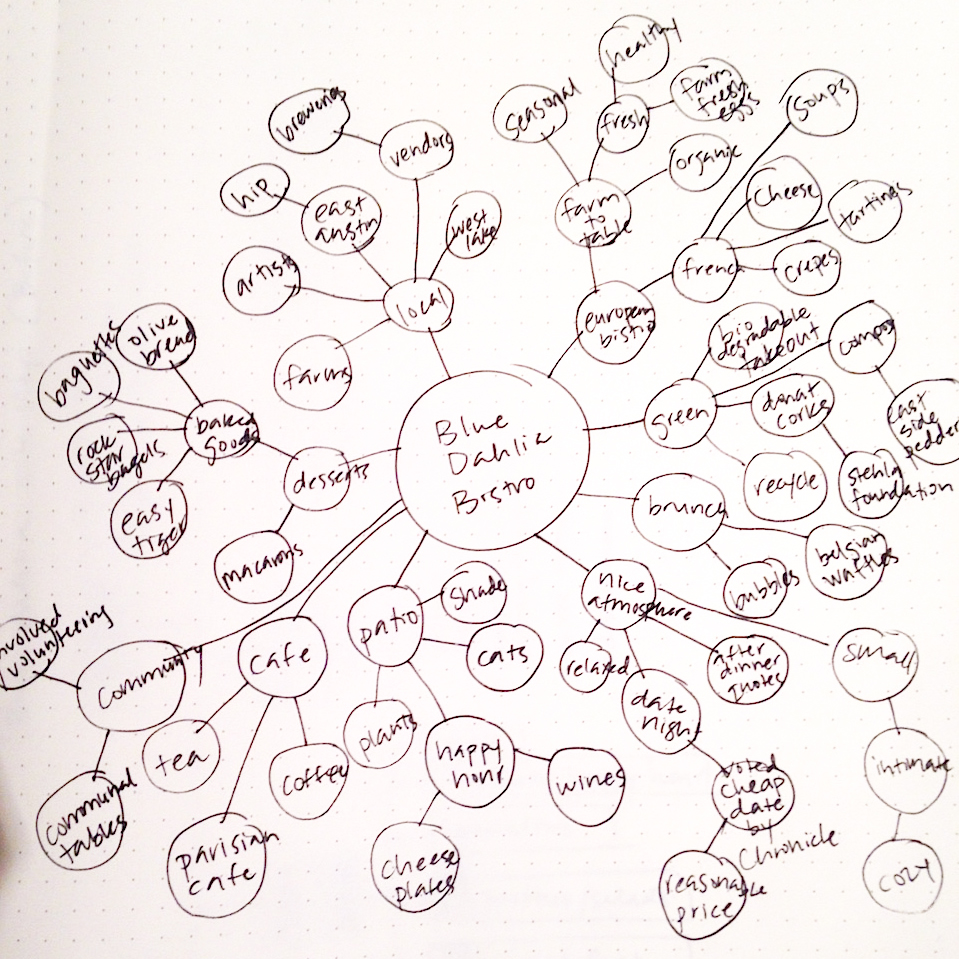 Blue
Dahlia
Bistro
local
vendors
breweries
east
austin
hip
west
lake
artists
farms
european
bistro
farm
to
table
seasonal
fresh
healthy
farm
fresh
eggs
organic
french
soups
cheese
tartines
crepes
green
bio
degradable
takeout
compost
east
side
pedder
donat
corks
stehly
foundation
recycle
brunch
belgian
waffles
bubbles
nice
atmosphere
relaxed
date
night
voted
cheap
date
by
Chronicle
reasonable
price
after
dinner
quotes
small
intimate
cozy
patio
shade
cats
plants
happy
hour
wines
cheese
plates
cafe
tea
coffee
parisian
cafe
community
involved
volunteering
communal
tables
desserts
macarons
baked
goods
olive
bread
baguettes
rock
star
bagels
easy
tiger